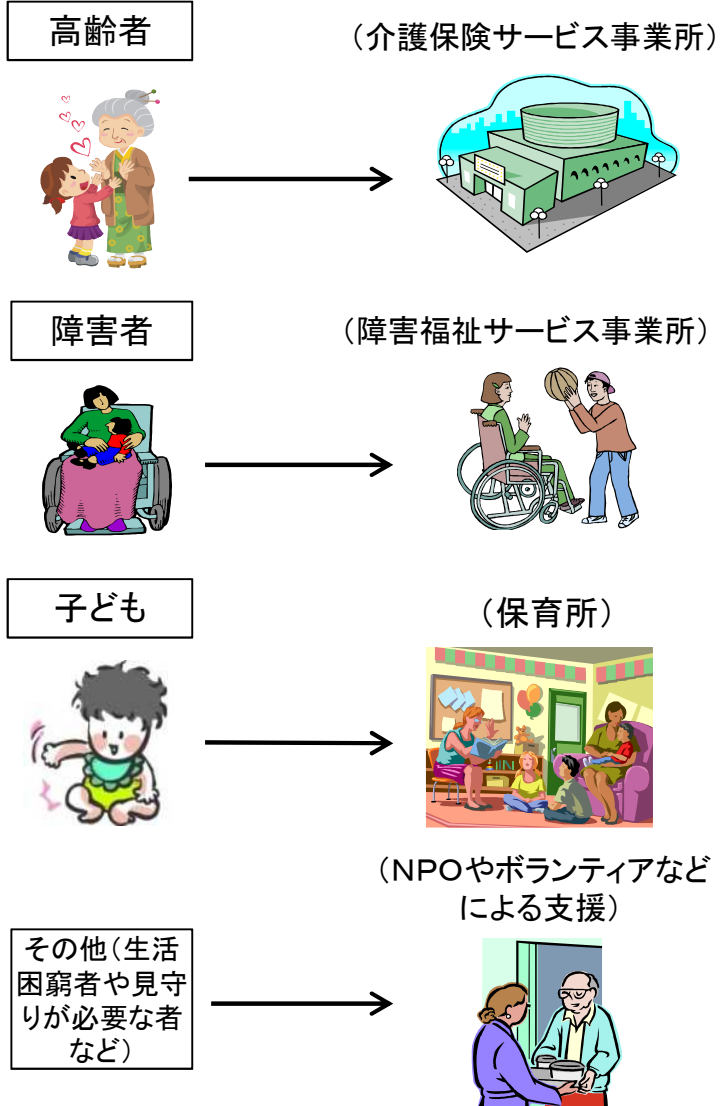 高齢者
（介護保険サービス事業所）
障害者
（障害福祉サービス事業所）
子ども
（保育所）
（ＮＰＯやボランティアなど
による支援）
その他（生活
困窮者や見守
りが必要な者
など）